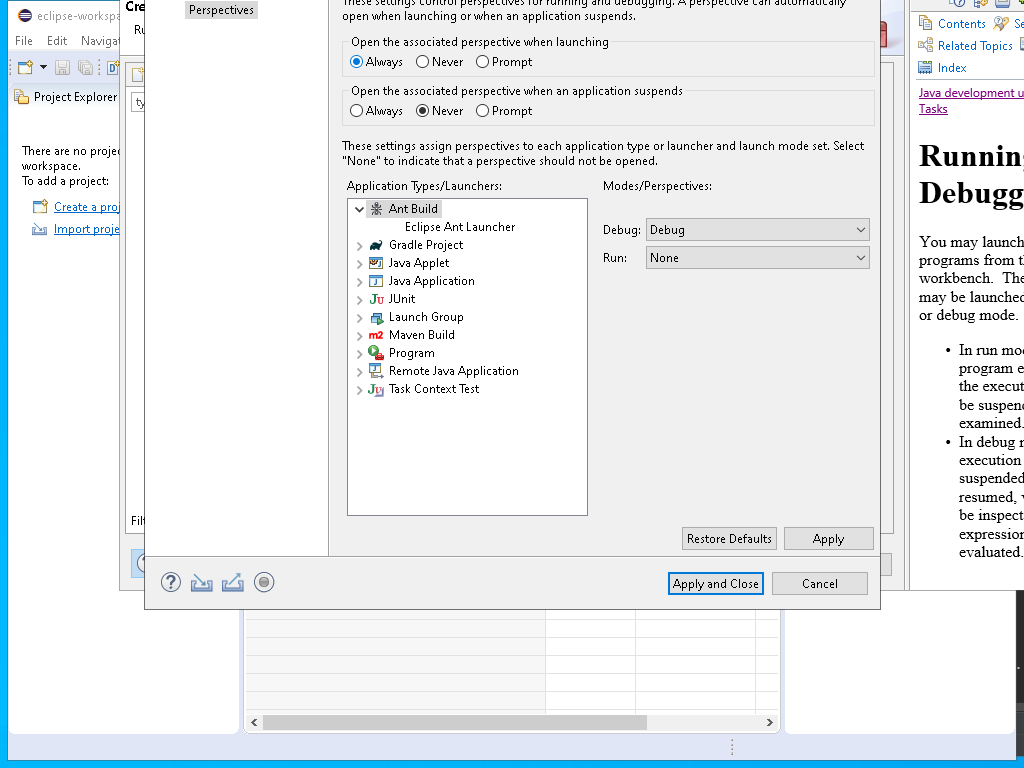 eclipse-workspa
File Edit Navigat
Project Explorer
There are no proje
workspace.
To add a project:
Create a proj
Import proje
Cre
Ru
ty
Filt
Perspectives
These settings control perspectives for running and debugging. A perspective can automatically
open when launching or when an application suspends.
Open the associated perspective when launching
Always Never Prompt
Open the associated perspective when an application suspends
Always Never Prompt
These settings assign perspectives to each application type or launcher and launch mode set. Select
"None" to indicate that a perspective should not be opened.
Application Types/Launchers:
Modes/Perspectives:
Ant Build
Eclipse Ant Launcher
Gradle Project
Java Applet
Java Application
JUnit
Launch Group
Maven Build
Program
Remote Java Application
Task Context Test
Debug: Debug
Run: None
Restore Defaults Apply
Apply and Close Cancel
Contents Se
Related Topics
Index
Java development u
Tasks
Running
Debugg
You may launch
programs from th
workbench. The
may be launched
or debug mode.
• In run mod
program e
the execut
be suspend
examined.
• In debug m
execution
suspended
resumed, v
be inspect
expression
evaluated.